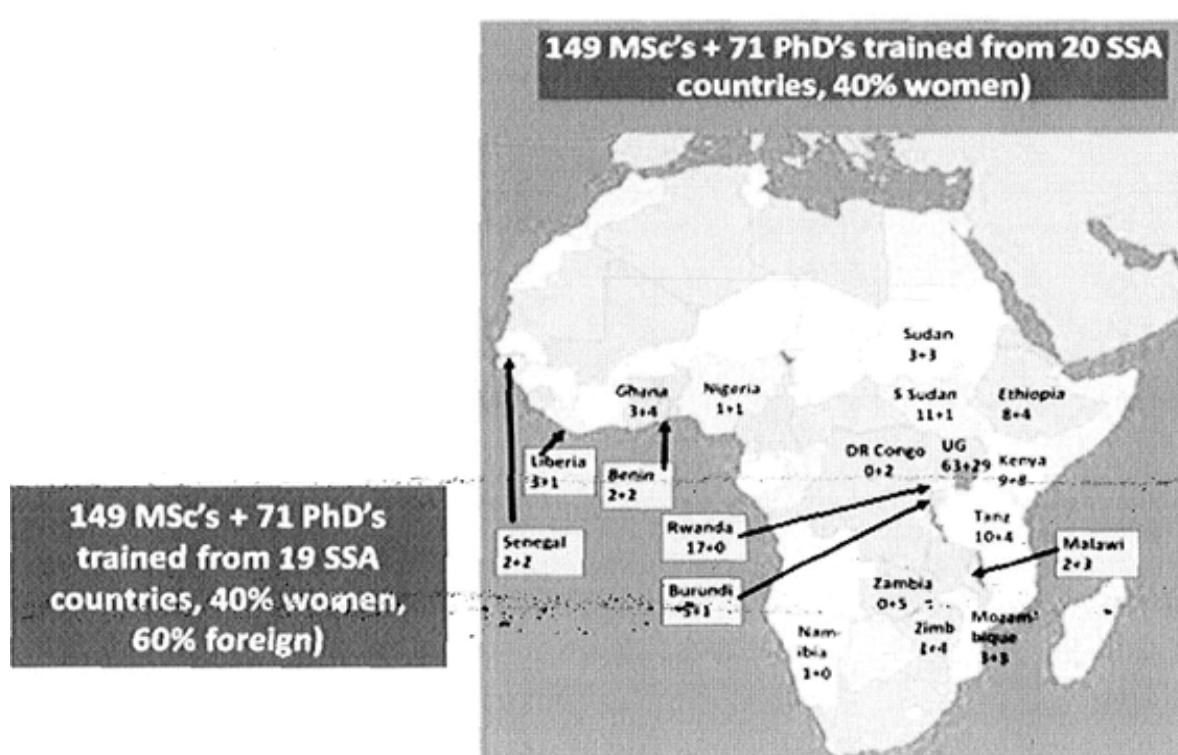 149 MSc's + 71 PhD's trained from 20 SSA
countries, 40% women)
Sudan
3+3
Ghana
3+4
Nigeria
1+1
S Sudan
11+1
Ethiopia
8+4
Liberia
3+1
Benin
2+2
DR Congo
0+2
UG
63+29
Kenya
9+8
149 MSc's + 71 PhD's
trained from 19 SSA
countries, 40% women,
60% foreign)
Senegal
2+2
Rwanda
17+0
Tanz
10+4
Malawi
2+3
Burundi
Zambia
0+5
Nam-
ibia
1+0
Zimb
Mozam-
bique
3+3